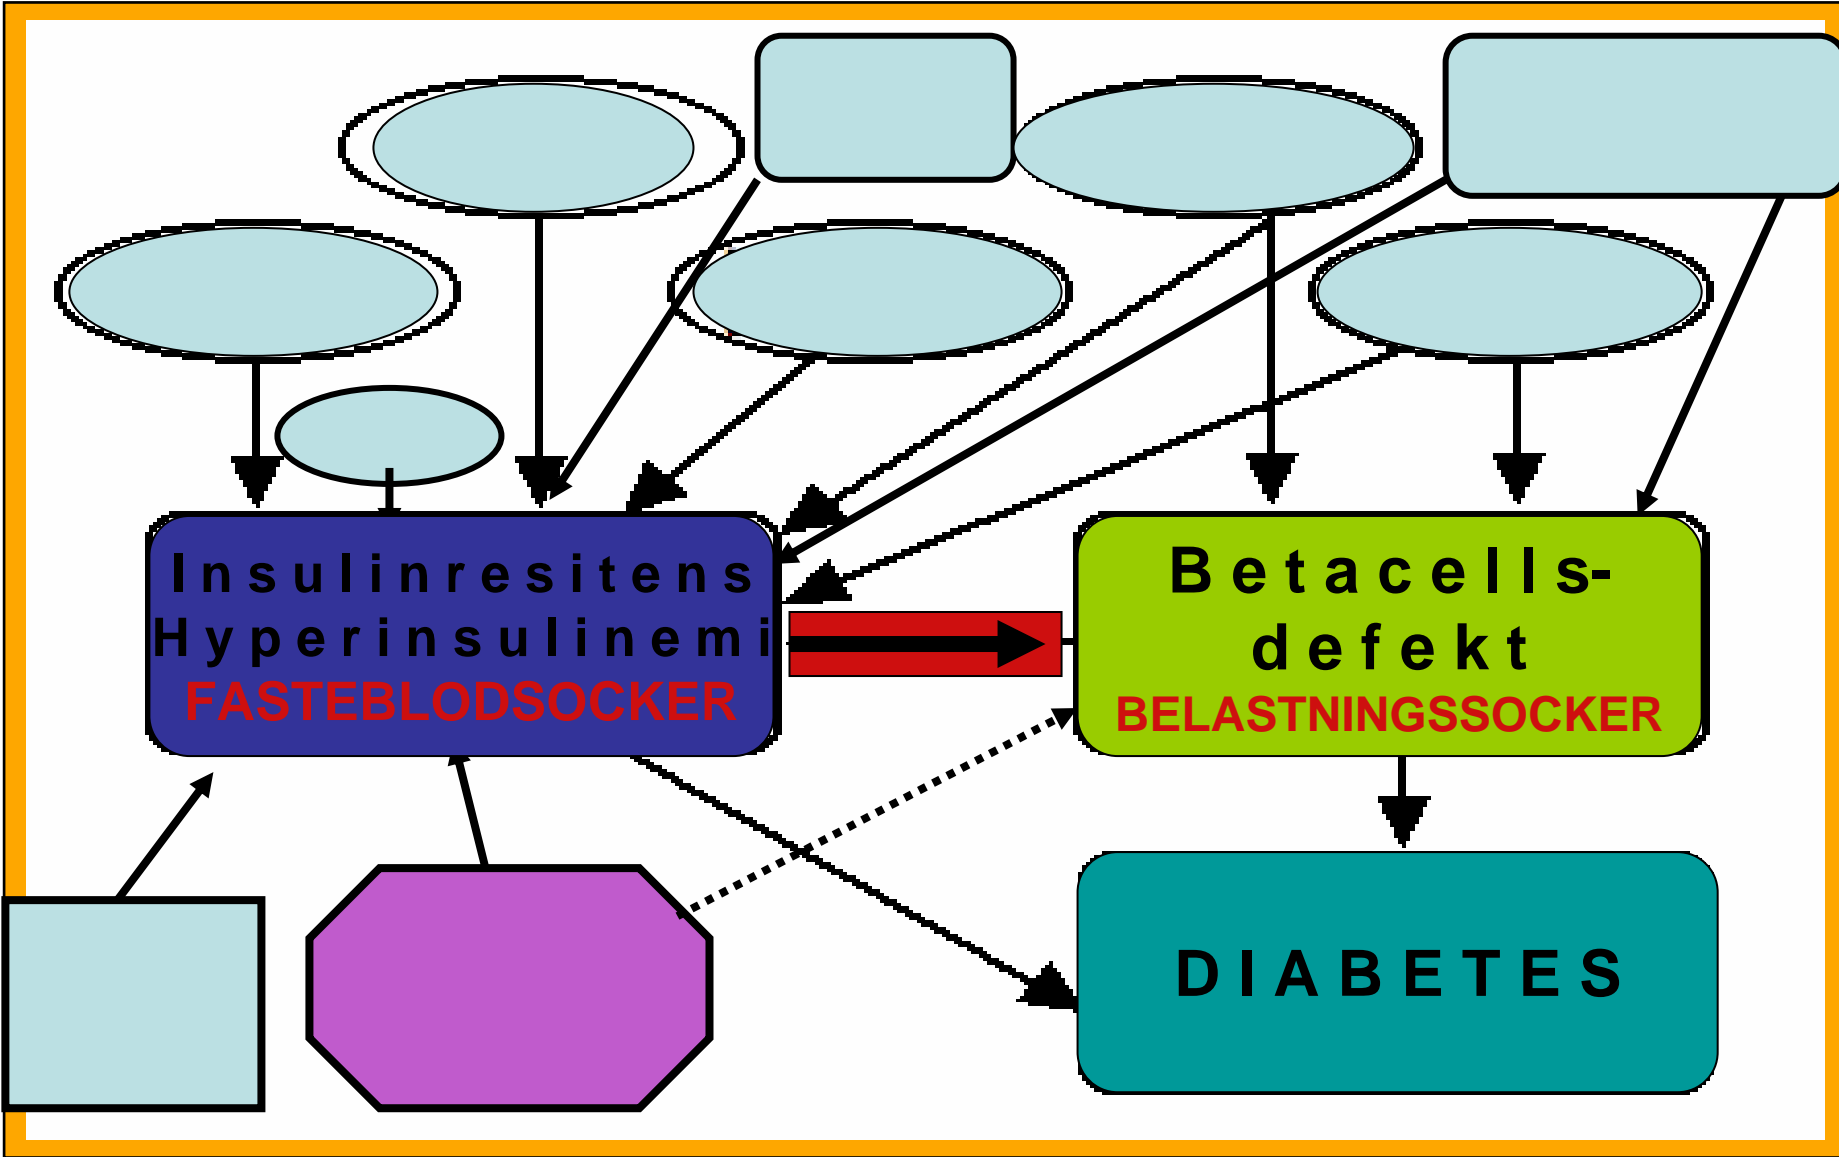 Insulinresitens
Hyperinsulinemi
FASTEBLODSOCKER
Betacells-
defekt
BELASTNINGSSOCKER
DIABETES